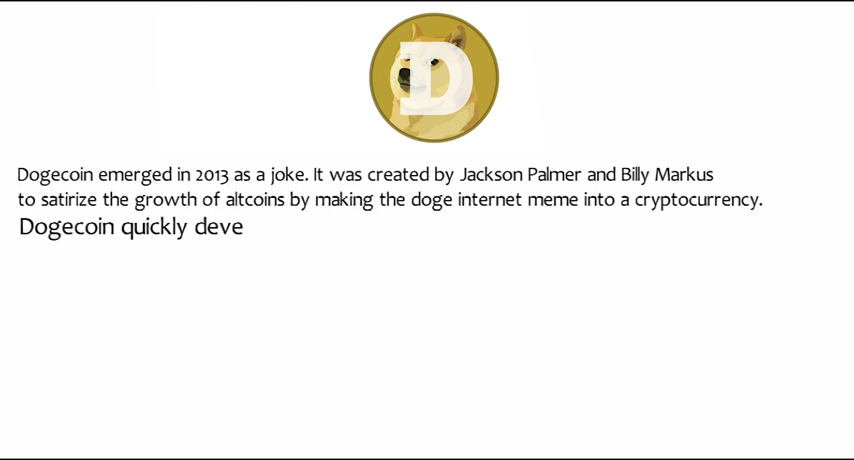 D
Dogecoin emerged in 2013 as a joke. It was created by Jackson Palmer and Billy Markus
to satirize the growth of altcoins by making the doge internet meme into a cryptocurrency.
Dogecoin quickly deve